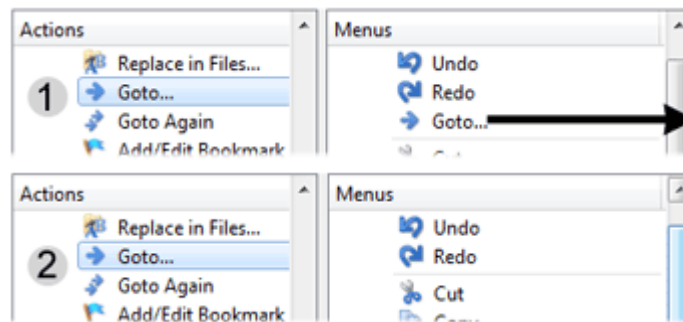 Actions
Replace in Files...
1
Goto...
Goto Again
Add/Edit Bookmark
Menus
Undo
Redo
Goto...
Actions
Replace in Files...
2
Goto...
Goto Again
Add/Edit Bookmark
Menus
Undo
Redo
Cut